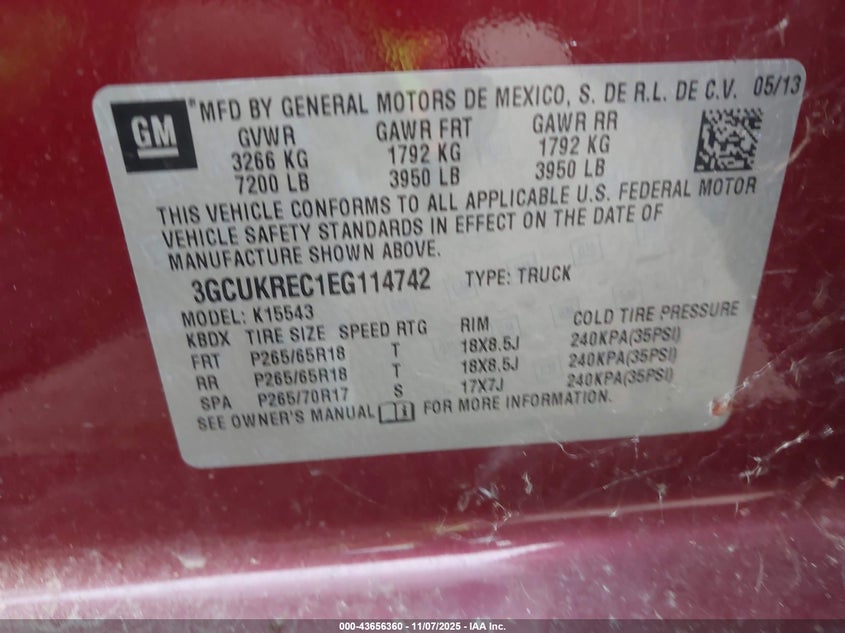 GM
MFD BY GENERAL MOTORS DE MEXICO, S. DE R.L. DE C.V. 05/13
GVWR GAWR FRT GAWR RR
3266 KG 1792 KG 1792 KG
7200 LB 3950 LB 3950 LB
THIS VEHICLE CONFORMS TO ALL APPLICABLE U.S. FEDERAL MOTOR
VEHICLE SAFETY STANDARDS IN EFFECT ON THE DATE OF
MANUFACTURE SHOWN ABOVE.
3GCUKREC1EG114742 TYPE: TRUCK
MODEL: K15543
KBDX TIRE SIZE SPEED RTG RIM COLD TIRE PRESSURE
FRT P265/65R18 T 18X8.5J 240KPA(35PSI)
RR P265/65R18 T 18X8.5J 240KPA(35PSI)
SPA P265/70R17 S 17X7J 240KPA(35PSI)
SEE OWNER'S MANUAL FOR MORE INFORMATION.
000-43656360 - 11/07/2025 - IAA Inc.